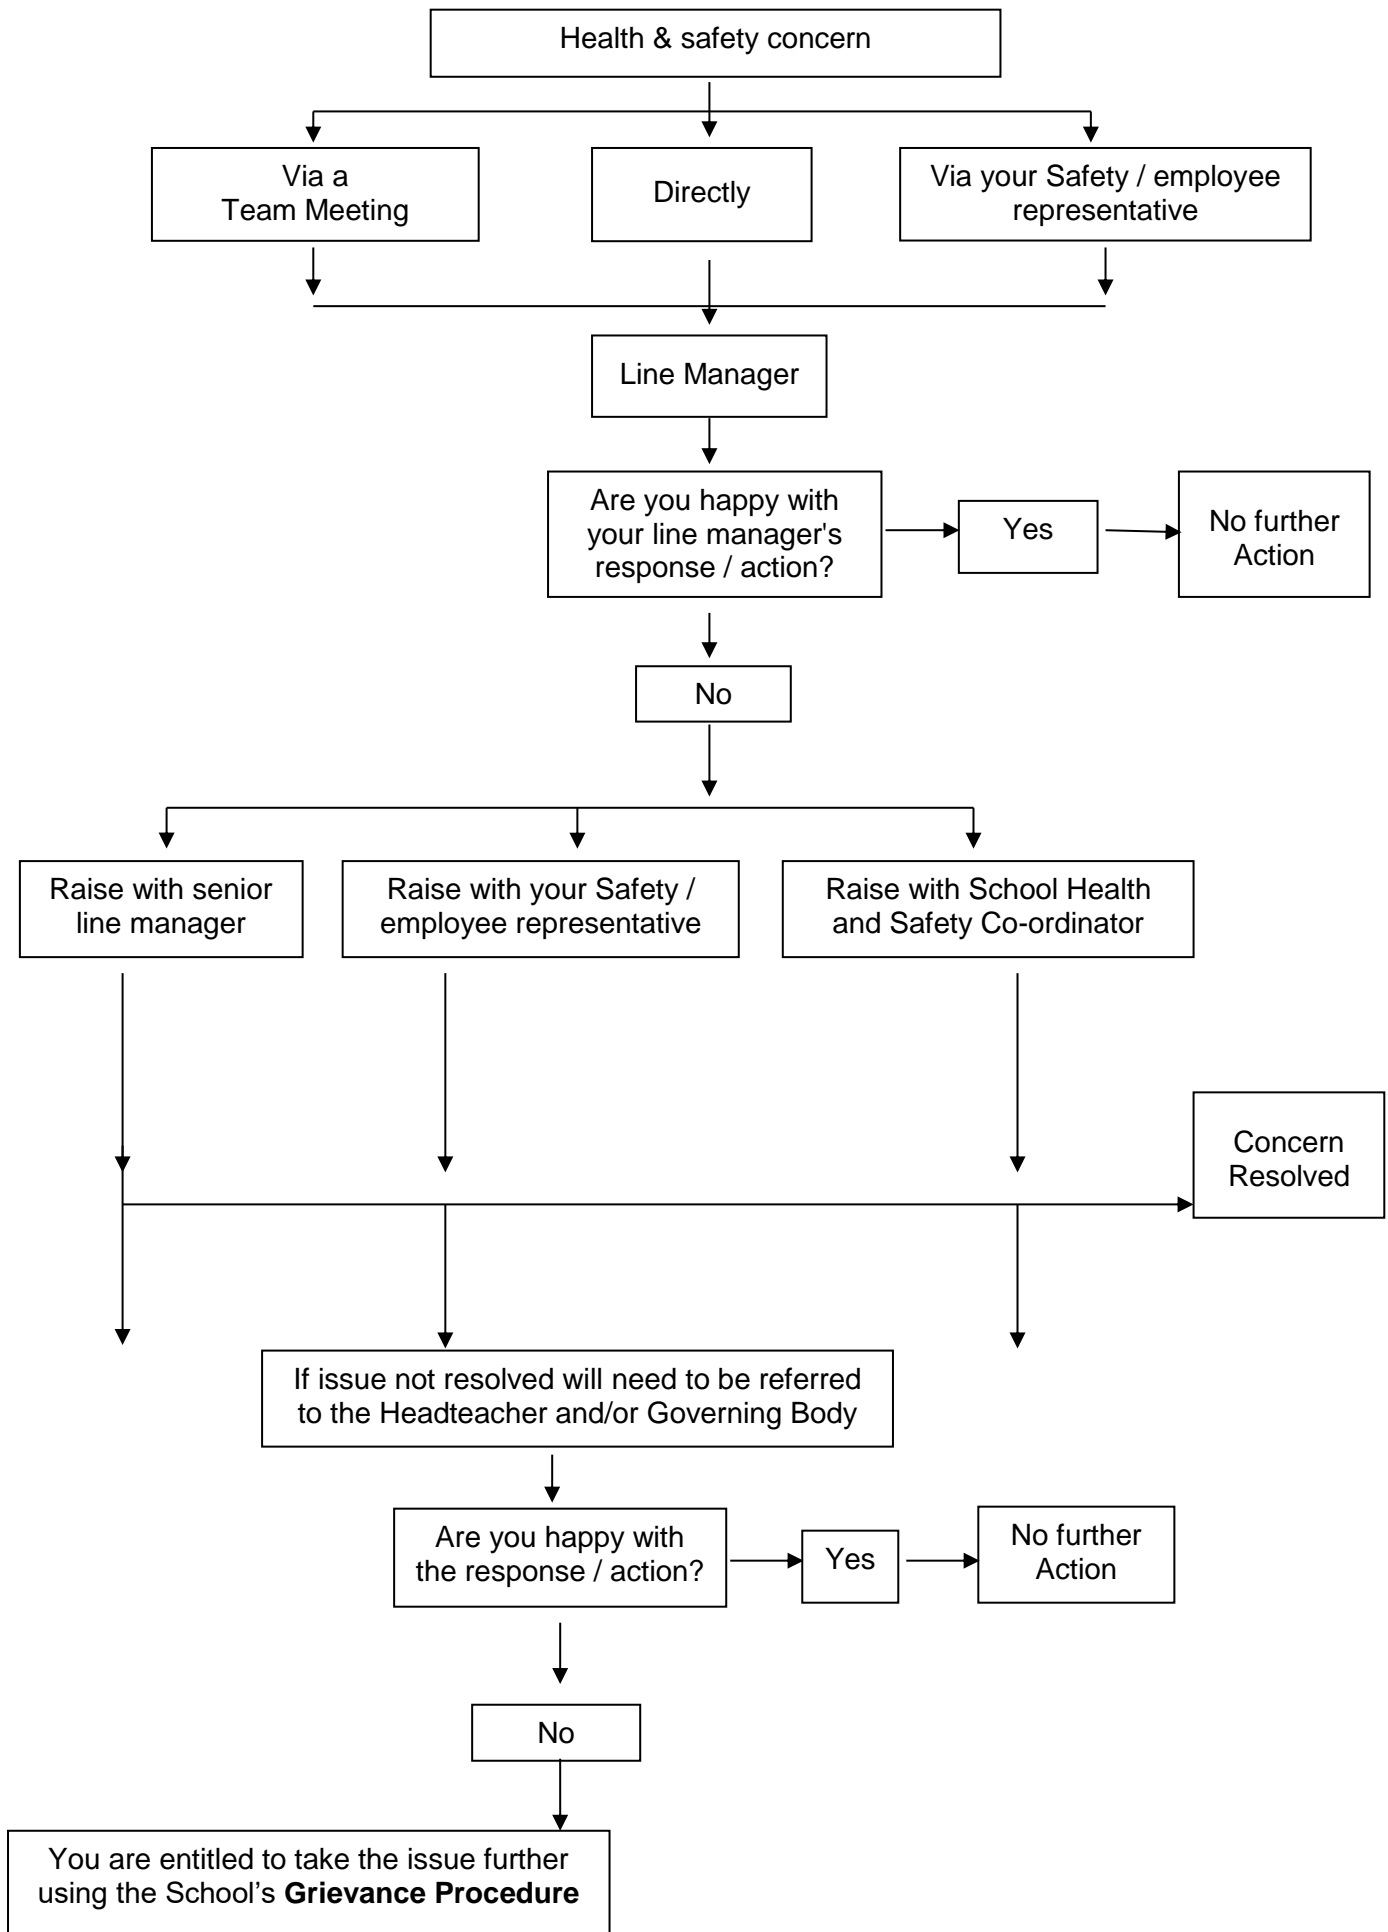 Health & safety concern
Via a
Team Meeting
Directly
Via your Safety / employee
representative
Line Manager
Are you happy with
your line manager's
response / action?
Yes
No further
Action
No
Raise with senior
line manager
Raise with your Safety /
employee representative
Raise with School Health
and Safety Co-ordinator
Concern
Resolved
If issue not resolved will need to be referred
to the Headteacher and/or Governing Body
Are you happy with
the response / action?
Yes
No further
Action
No
You are entitled to take the issue further
using the School’s Grievance Procedure